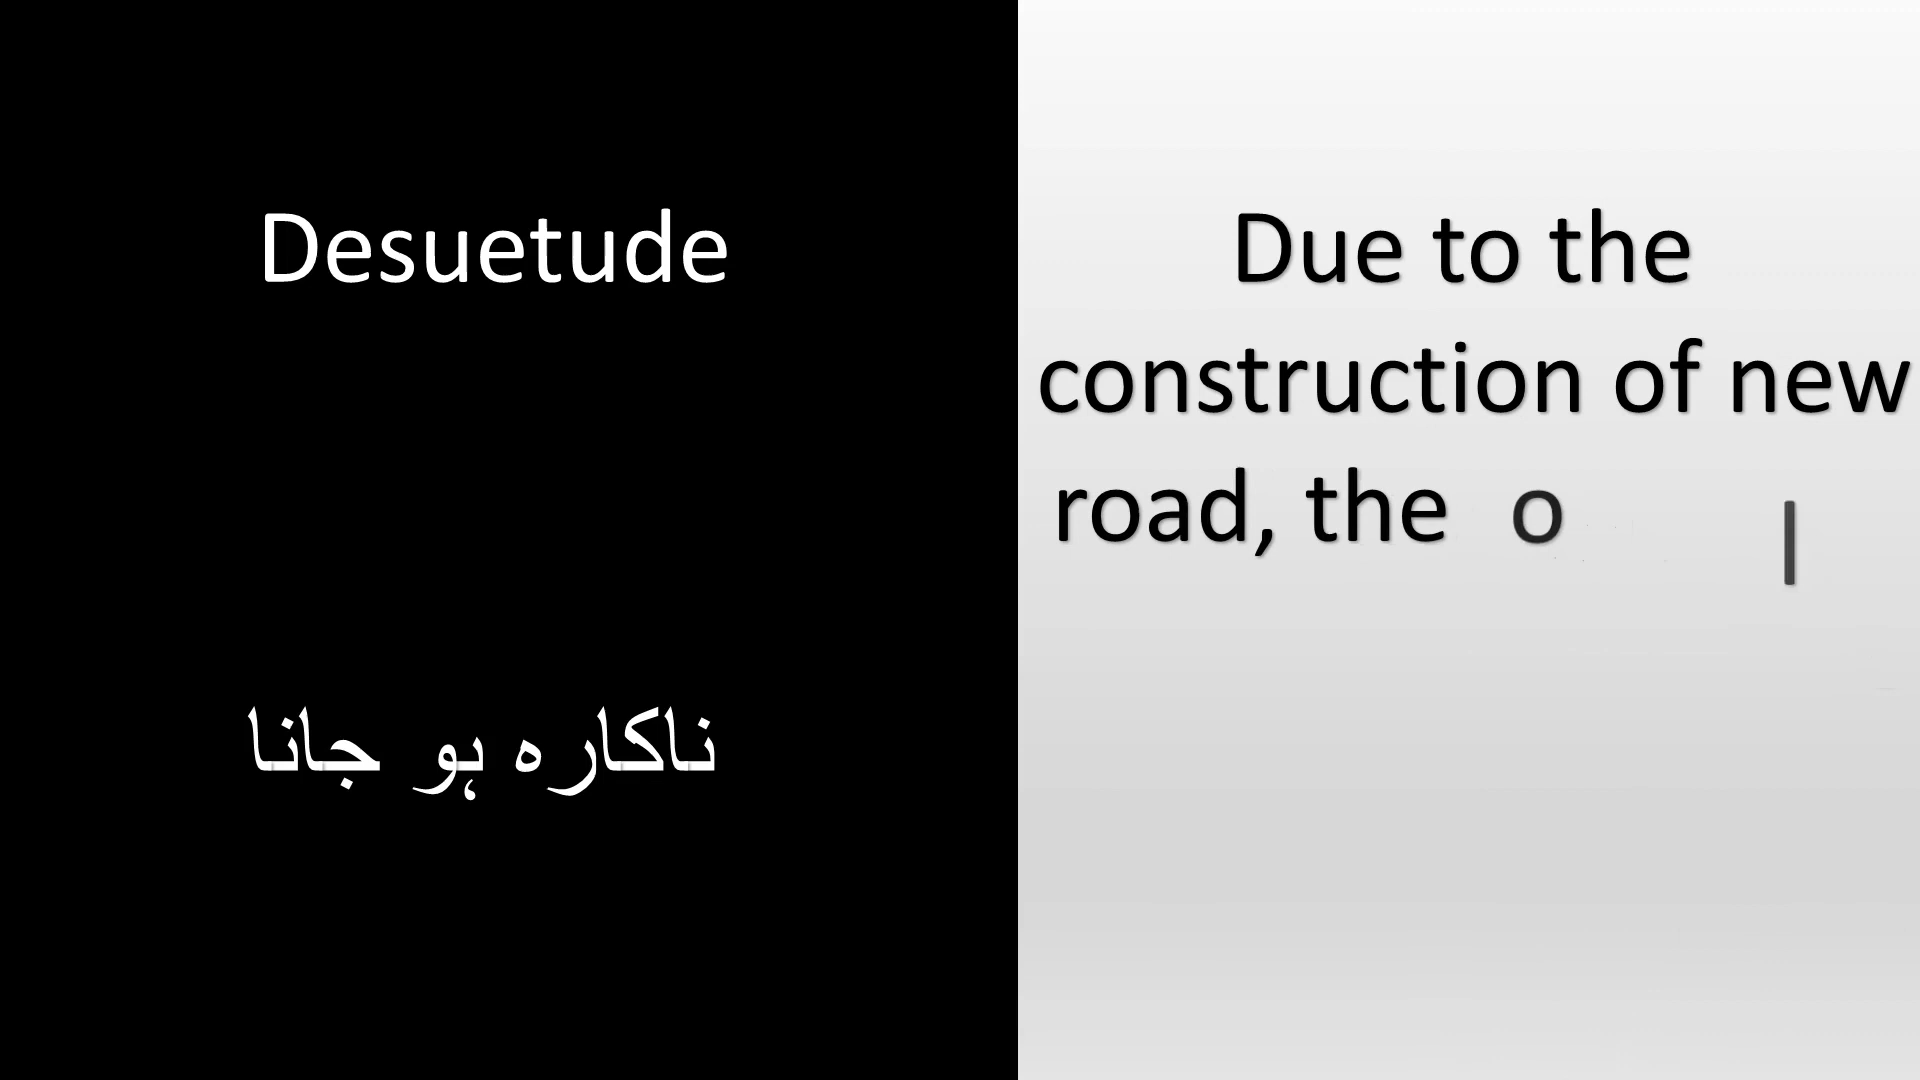 Desuetude
ناکارہ ہو جانا
Due to the
construction of new
road, the o l